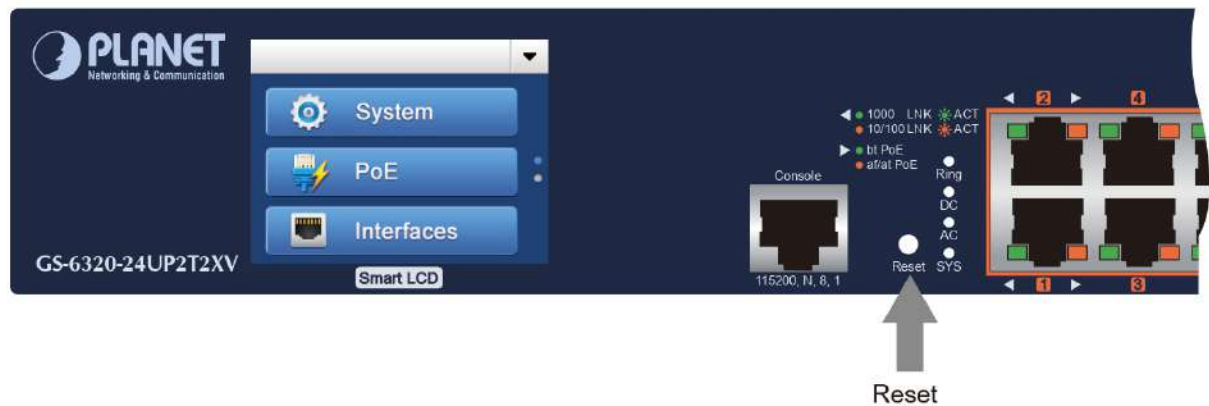 PLANET
Networking & Communication
System
PoE
Interfaces
GS-6320-24UP2T2XV
Smart LCD
1000 LNK ACT
10/100 LNK ACT
bt PoE
af/at PoE
Console
115200, N, 8, 1
Reset
Ring
DC
AC
SYS
2
4
1
3
Reset